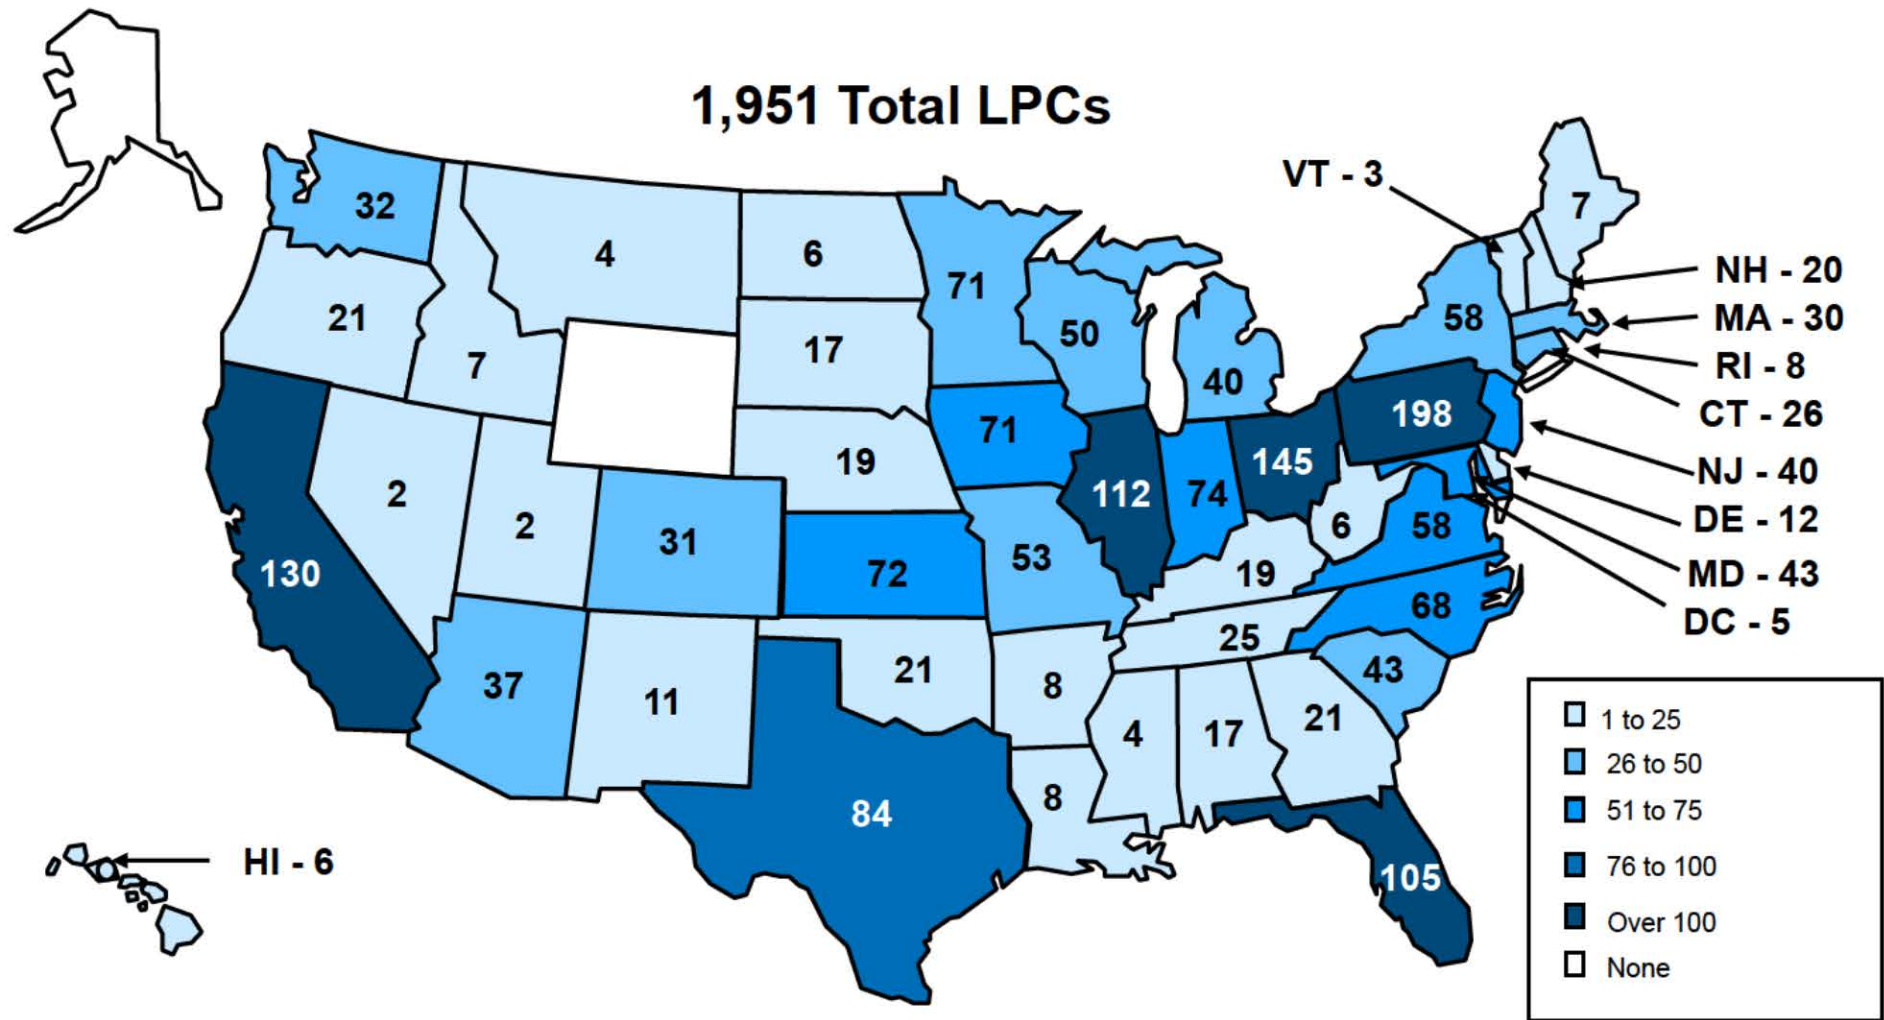 1,951 Total LPCs
VT - 3
7
32
4
6
71
NH - 20
MA - 30
21
17
50
58
RI - 8
7
40
CT - 26
71
198
19
145
NJ - 40
2
112
74
DE - 12
2
31
6
58
53
MD - 43
130
72
19
68
DC - 5
25
21
43
37
8
11
4
17
21
8
84
HI - 6
105
1 to 25
26 to 50
51 to 75
76 to 100
Over 100
None